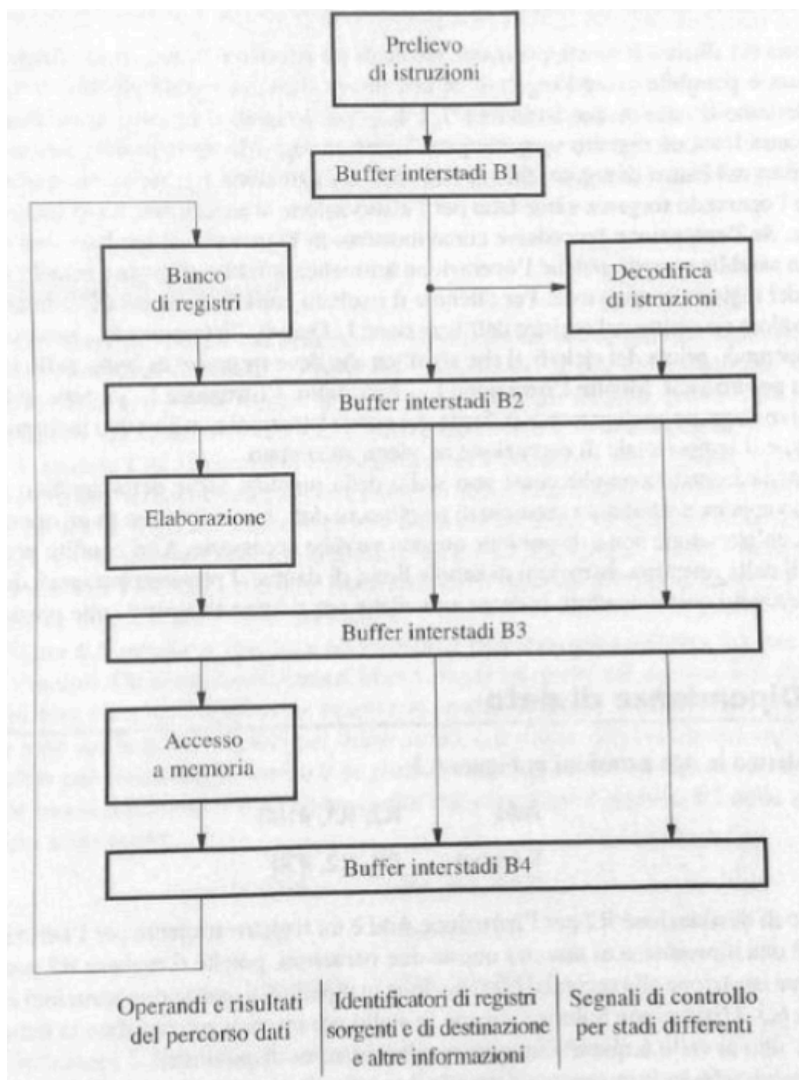 Prelievo
di istruzioni
Buffer interstadi B1
Banco
di registri
Decodifica
di istruzioni
Buffer interstadi B2
Elaborazione
Buffer interstadi B3
Accesso
a memoria
Buffer interstadi B4
Operandi e risultati
del percorso dati
Identificatori di registri
sorgenti e di destinazione
e altre informazioni
Segnali di controllo
per stadi differenti